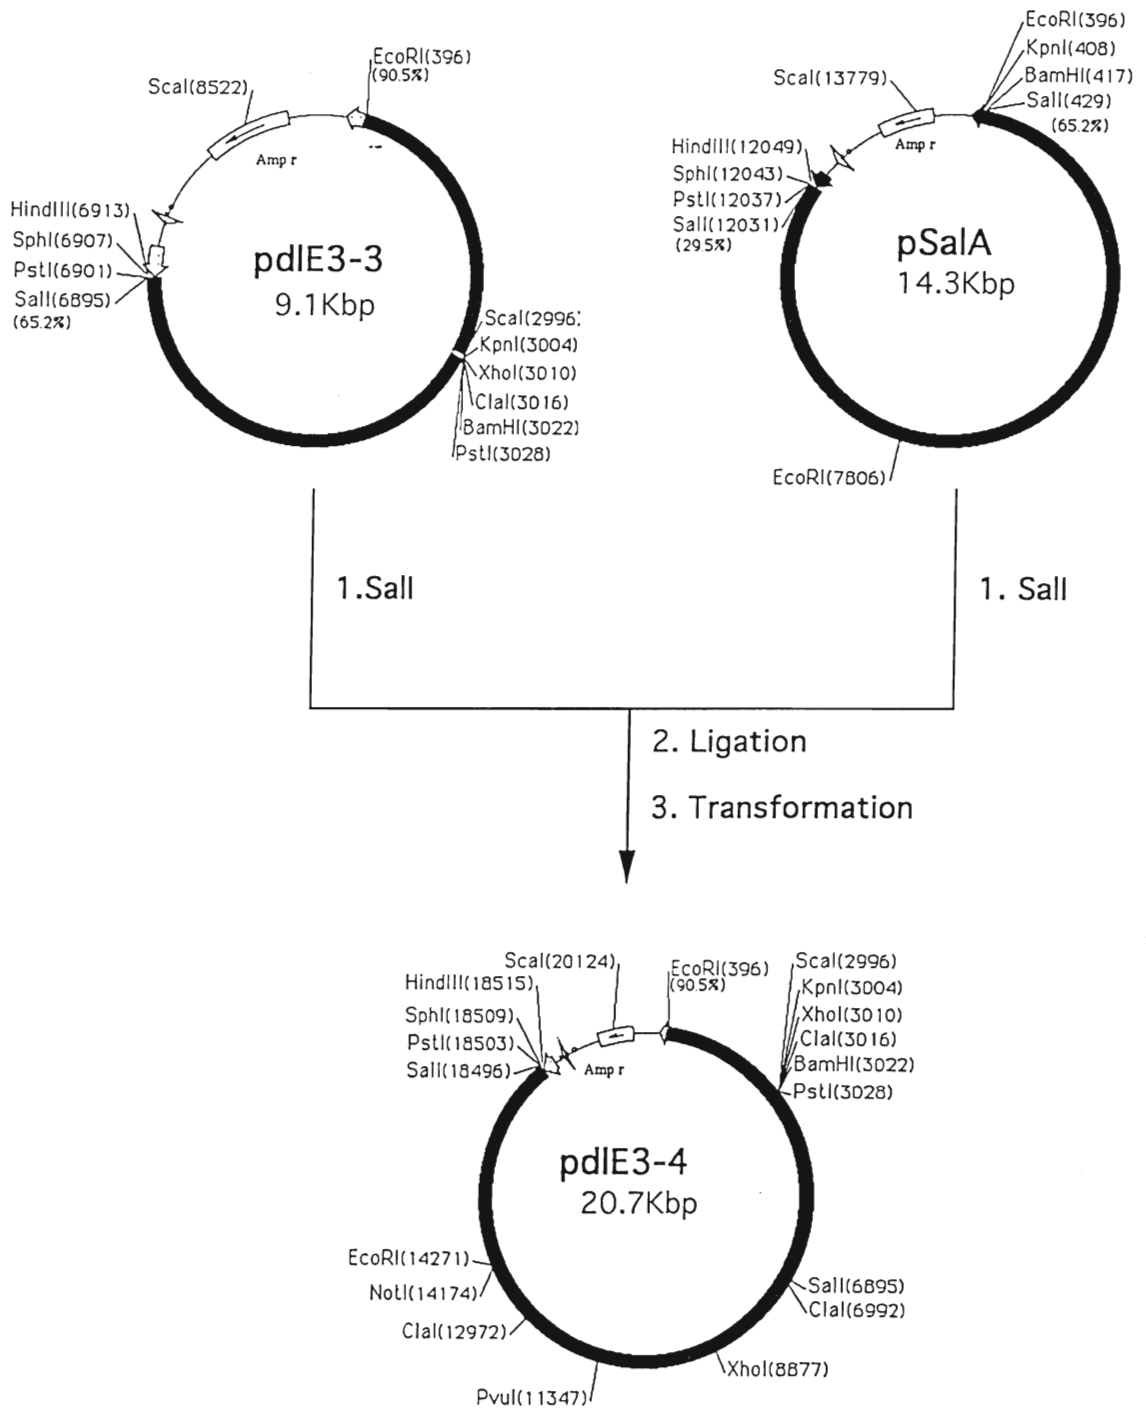 EcoRI(396)
(90.5%)
ScaI(8522)
Amp r
HindIII(6913)
SphI(6907)
PstI(6901)
SalI(6895)
(65.2%)
pdlE3-3
9.1Kbp
ScaI(2996)
KpnI(3004)
XhoI(3010)
ClaI(3016)
BamHI(3022)
PstI(3028)
EcoRI(396)
KpnI(408)
BamHI(417)
SalI(429)
(65.2%)
ScaI(13779)
Amp r
HindIII(12049)
SphI(12043)
PstI(12037)
SalI(12031)
(29.5%)
pSalA
14.3Kbp
EcoRI(7806)
1.SalI
1. SalI
2. Ligation
3. Transformation
ScaI(20124)
HindIII(18515)
SphI(18509)
PstI(18503)
SalI(18496)
Amp r
EcoRI(396)
(90.5%)
ScaI(2996)
KpnI(3004)
XhoI(3010)
ClaI(3016)
BamHI(3022)
PstI(3028)
pdlE3-4
20.7Kbp
EcoRI(14271)
NotI(14174)
ClaI(12972)
PvuI(11347)
SalI(6895)
ClaI(6992)
XhoI(8877)